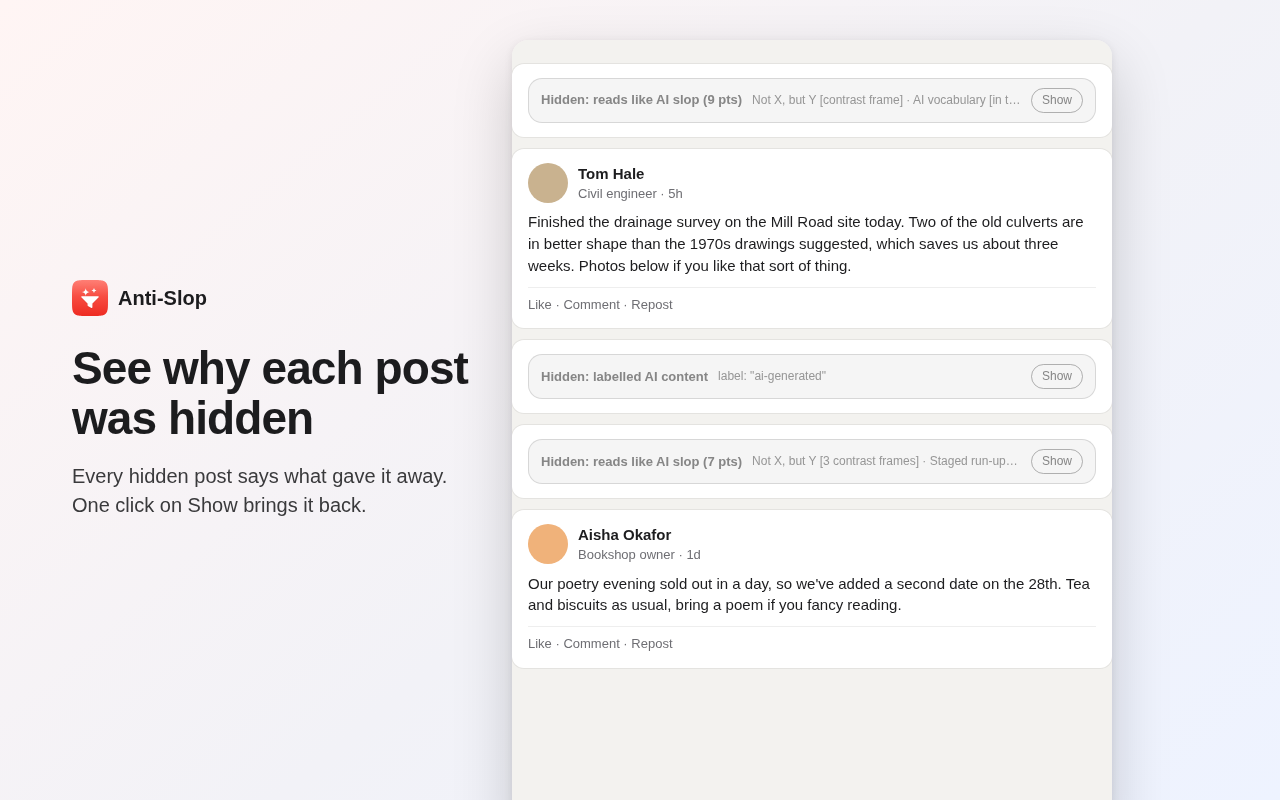 Anti-Slop
See why each post
was hidden
Every hidden post says what gave it away.
One click on Show brings it back.
Hidden: reads like AI slop (9 pts) Not X, but Y [contrast frame] · AI vocabulary [in t… Show
Tom Hale
Civil engineer · 5h
Finished the drainage survey on the Mill Road site today. Two of the old culverts are
in better shape than the 1970s drawings suggested, which saves us about three
weeks. Photos below if you like that sort of thing.
Like · Comment · Repost
Hidden: labelled AI content label: "ai-generated" Show
Hidden: reads like AI slop (7 pts) Not X, but Y [3 contrast frames] · Staged run-up… Show
Aisha Okafor
Bookshop owner · 1d
Our poetry evening sold out in a day, so we've added a second date on the 28th. Tea
and biscuits as usual, bring a poem if you fancy reading.
Like · Comment · Repost